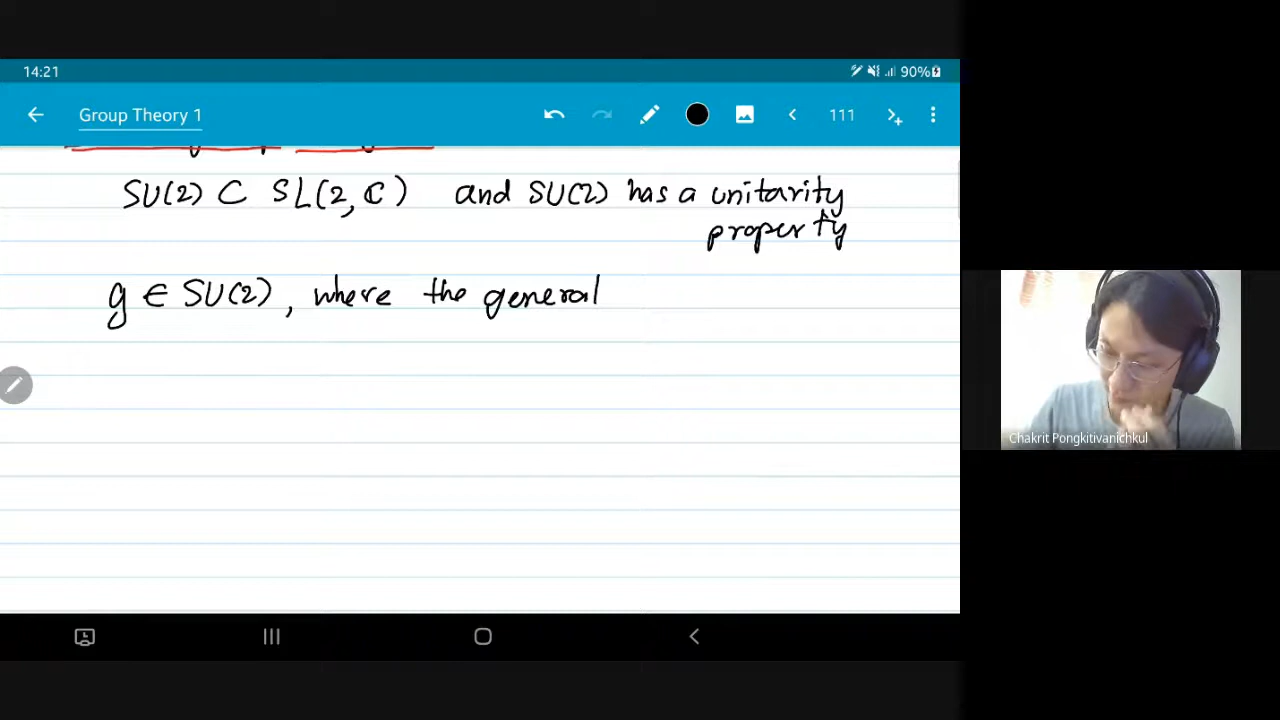 14:21
90%
Group Theory 1
111
SU(2) ⊂ SL(2,ℂ) and SU(2) has a unitarity
property
g ∈ SU(2), where the general
Chakrit Pongkitivanichkul